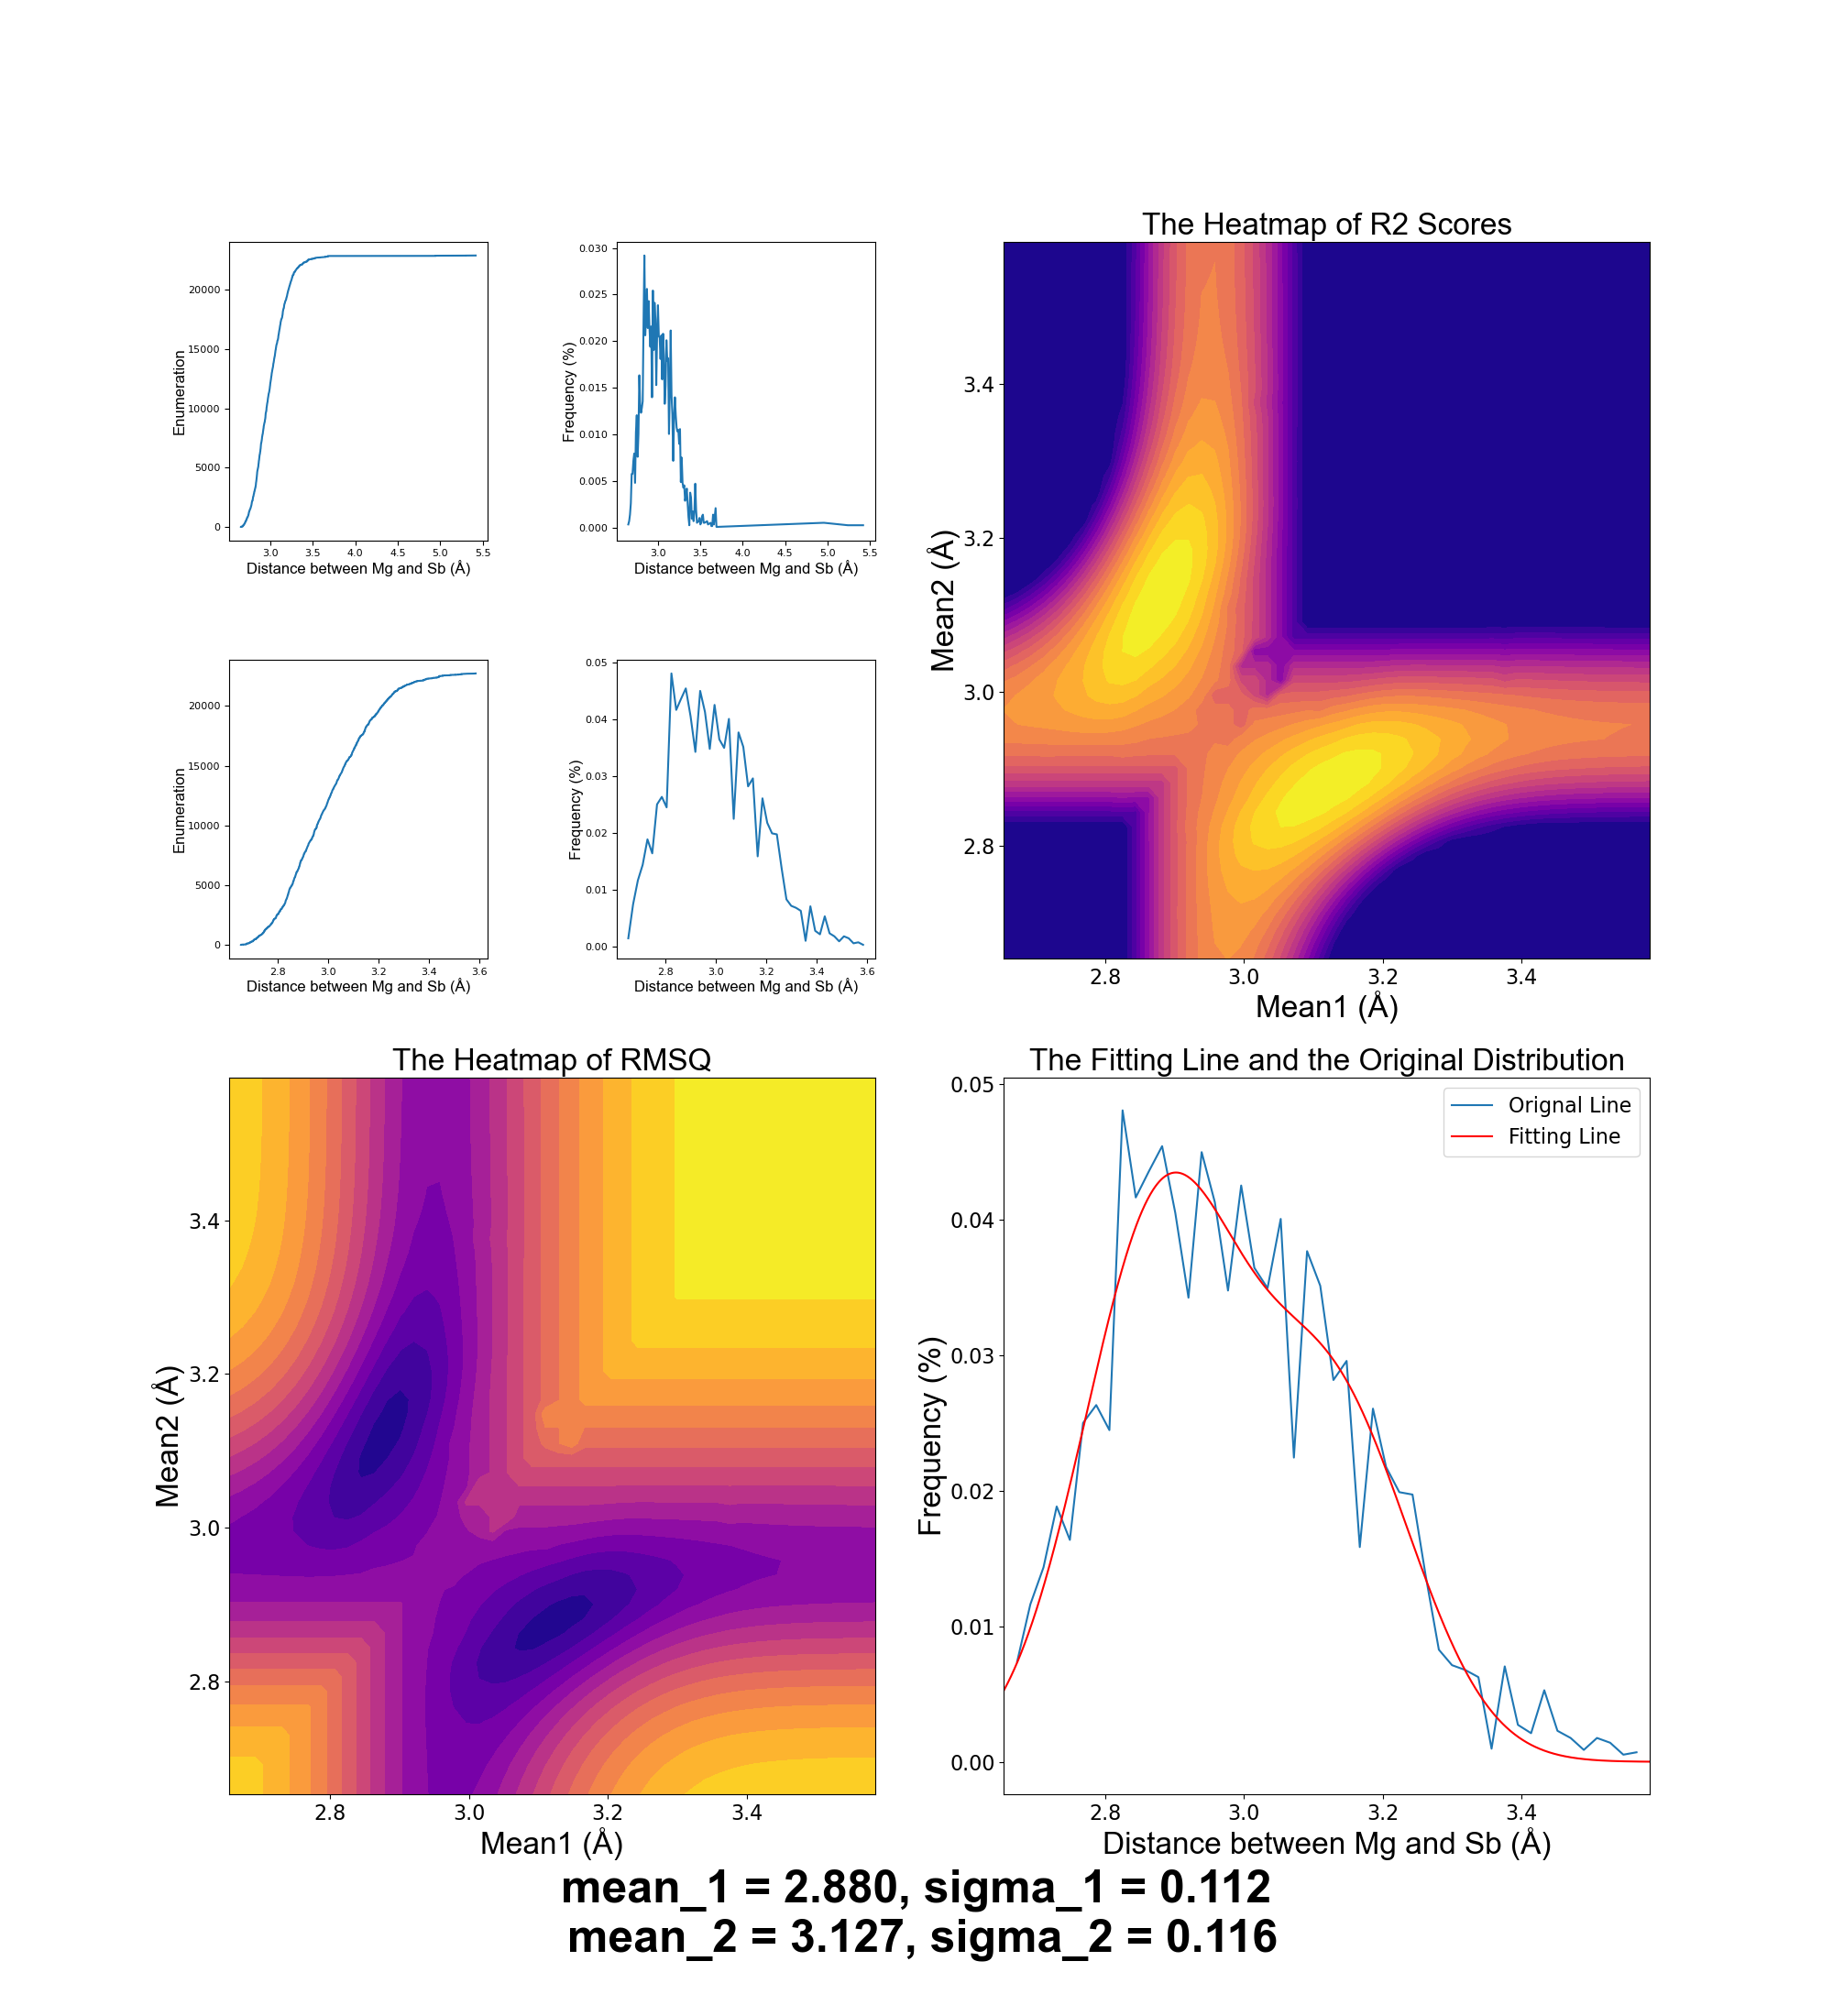 Enumeration
20000
15000
10000
5000
0
3.0 3.5 4.0 4.5 5.0 5.5
Distance between Mg and Sb (Å)
Frequency (%)
0.030
0.025
0.020
0.015
0.010
0.005
0.000
3.0 3.5 4.0 4.5 5.0 5.5
Distance between Mg and Sb (Å)
The Heatmap of R2 Scores
Mean2 (Å)
3.4
3.2
3.0
2.8
2.8 3.0 3.2 3.4
Mean1 (Å)
Enumeration
20000
15000
10000
5000
0
2.8 3.0 3.2 3.4 3.6
Distance between Mg and Sb (Å)
Frequency (%)
0.05
0.04
0.03
0.02
0.01
0.00
2.8 3.0 3.2 3.4 3.6
Distance between Mg and Sb (Å)
The Heatmap of RMSQ
Mean2 (Å)
3.4
3.2
3.0
2.8
2.8 3.0 3.2 3.4
Mean1 (Å)
The Fitting Line and the Original Distribution
Orignal Line
Fitting Line
Frequency (%)
0.05
0.04
0.03
0.02
0.01
0.00
2.8 3.0 3.2 3.4
Distance between Mg and Sb (Å)
mean_1 = 2.880, sigma_1 = 0.112
mean_2 = 3.127, sigma_2 = 0.116